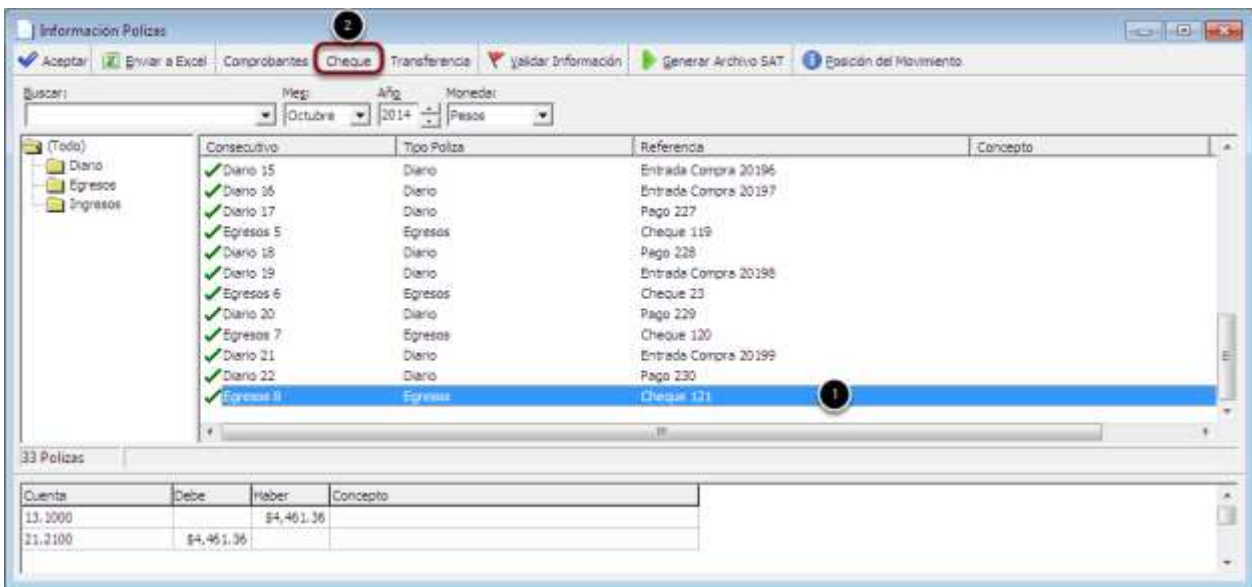 Información Polizas
2
Aceptar Enviar a Excel Comprobantes Cheque Transferencia Validar Información Generar Archivo SAT Posición del Movimiento
Buscar: Mes: Año Moneda:
Octubre 2014 Pesos
(Todo)
Diario
Egresos
Ingresos
Consecutivo Tipo Poliza Referencia Concepto
Diario 15 Diario Entrada Compra 20196
Diario 16 Diario Entrada Compra 20197
Diario 17 Diario Pago 227
Egresos 5 Egresos Cheque 119
Diario 18 Diario Pago 228
Diario 19 Diario Entrada Compra 20198
Egresos 6 Egresos Cheque 23
Diario 20 Diario Pago 229
Egresos 7 Egresos Cheque 120
Diario 21 Diario Entrada Compra 20199
Diario 22 Diario Pago 230
Egresos 8 Egresos Cheque 121 1
33 Polizas
Cuenta Debe Haber Concepto
13.1000 $4,461.36
21.2100 $4,461.36